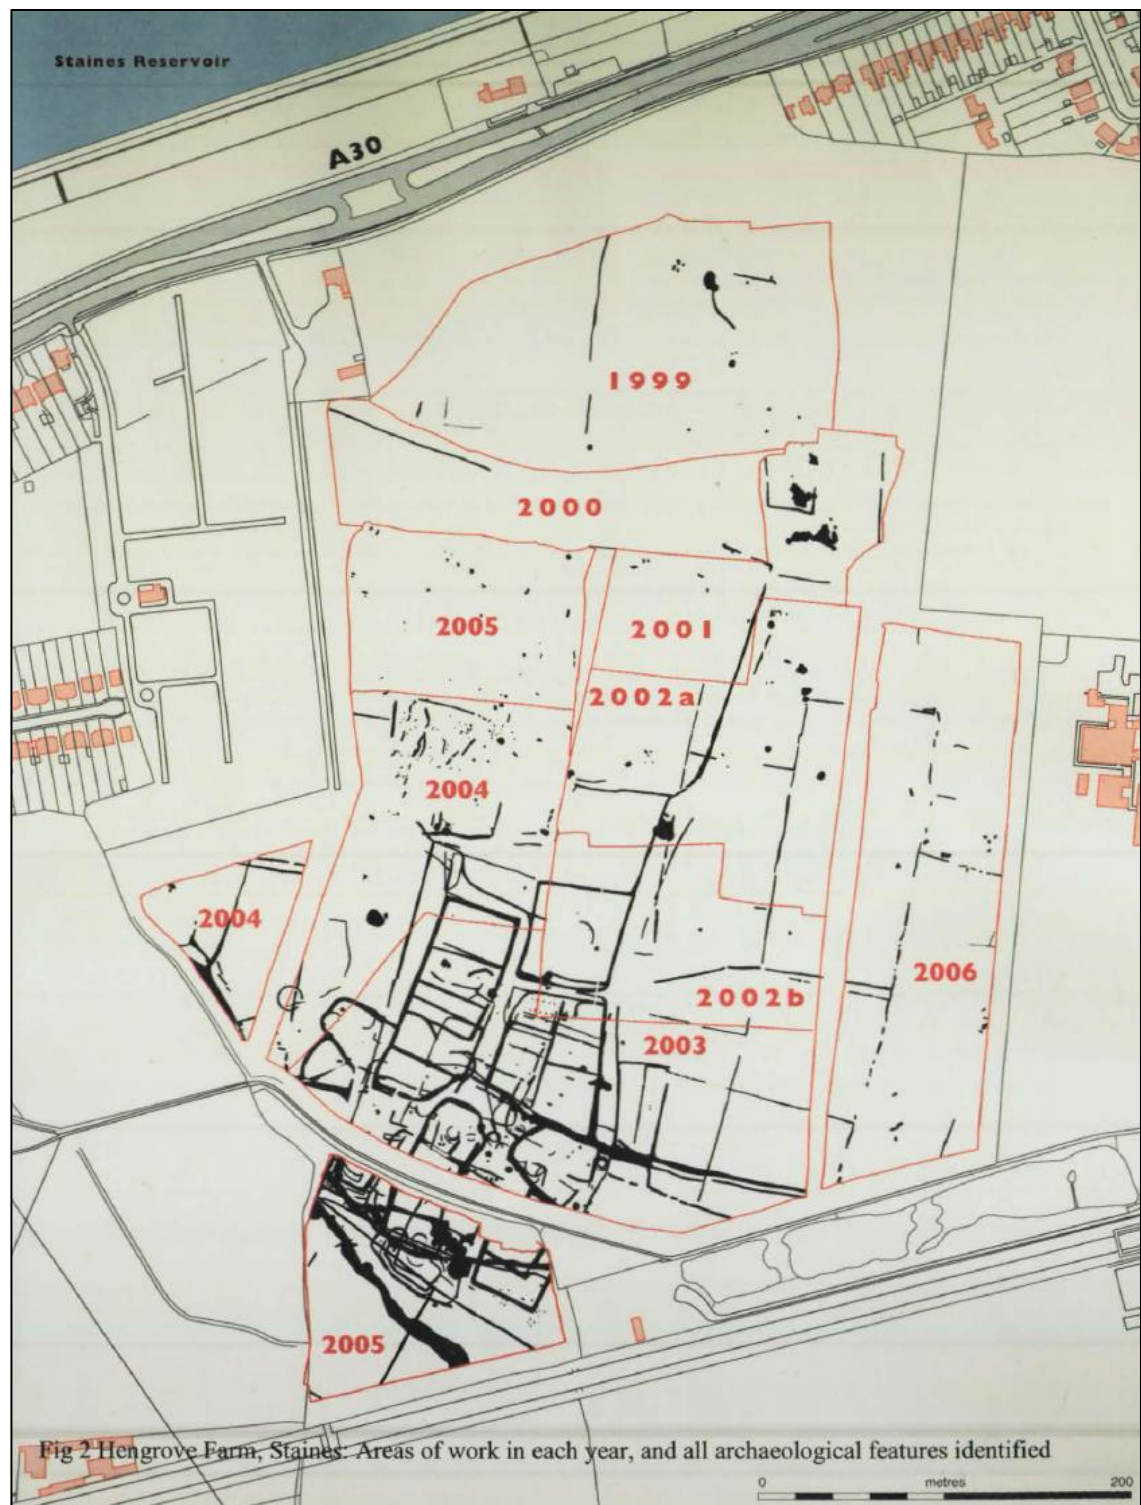 Staines Reservoir
A30
1999
2000
2005
2001
2002a
2004
2004
2006
2002b
2003
2005
Fig 2 Hengrove Farm, Staines: Areas of work in each year, and all archaeological features identified
0 metres 200